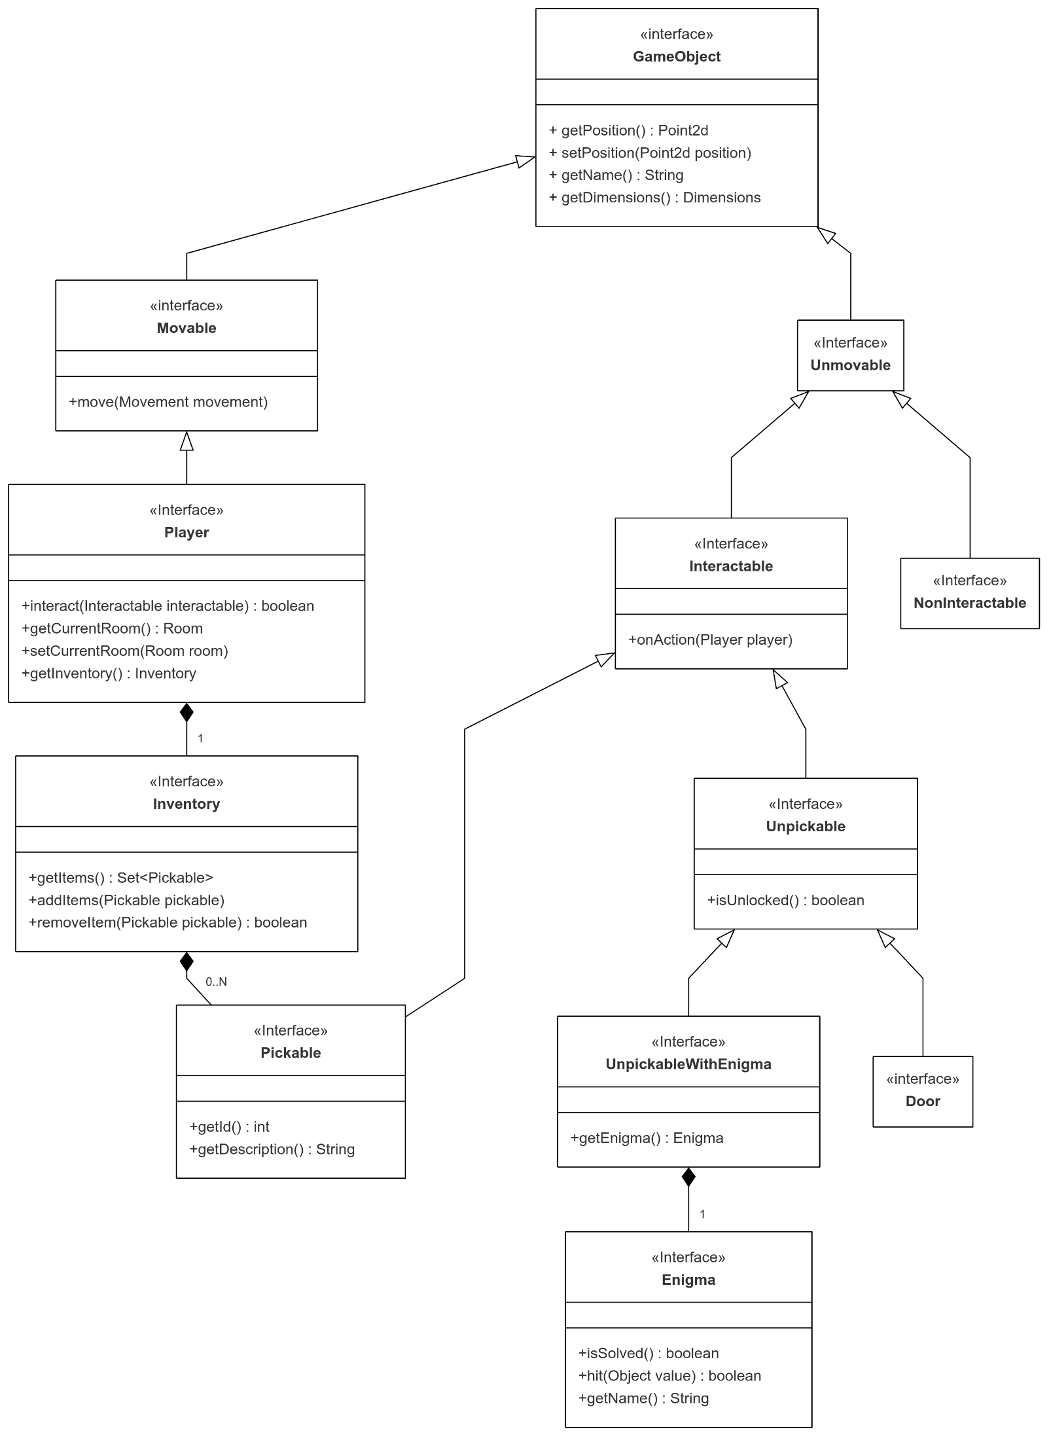 «interface»
GameObject
+ getPosition() : Point2d
+ setPosition(Point2d position)
+ getName() : String
+ getDimensions() : Dimensions
«interface»
Movable
+move(Movement movement)
«Interface»
Unmovable
«Interface»
Player
+interact(Interactable interactable) : boolean
+getCurrentRoom() : Room
+setCurrentRoom(Room room)
+getInventory() : Inventory
«Interface»
Interactable
+onAction(Player player)
«Interface»
NonInteractable
1
«Interface»
Inventory
+getItems() : Set<Pickable>
+addItems(Pickable pickable)
+removeItem(Pickable pickable) : boolean
«Interface»
Unpickable
+isUnlocked() : boolean
0..N
«Interface»
Pickable
+getId() : int
+getDescription() : String
«Interface»
UnpickableWithEnigma
+getEnigma() : Enigma
«interface»
Door
1
«Interface»
Enigma
+isSolved() : boolean
+hit(Object value) : boolean
+getName() : String